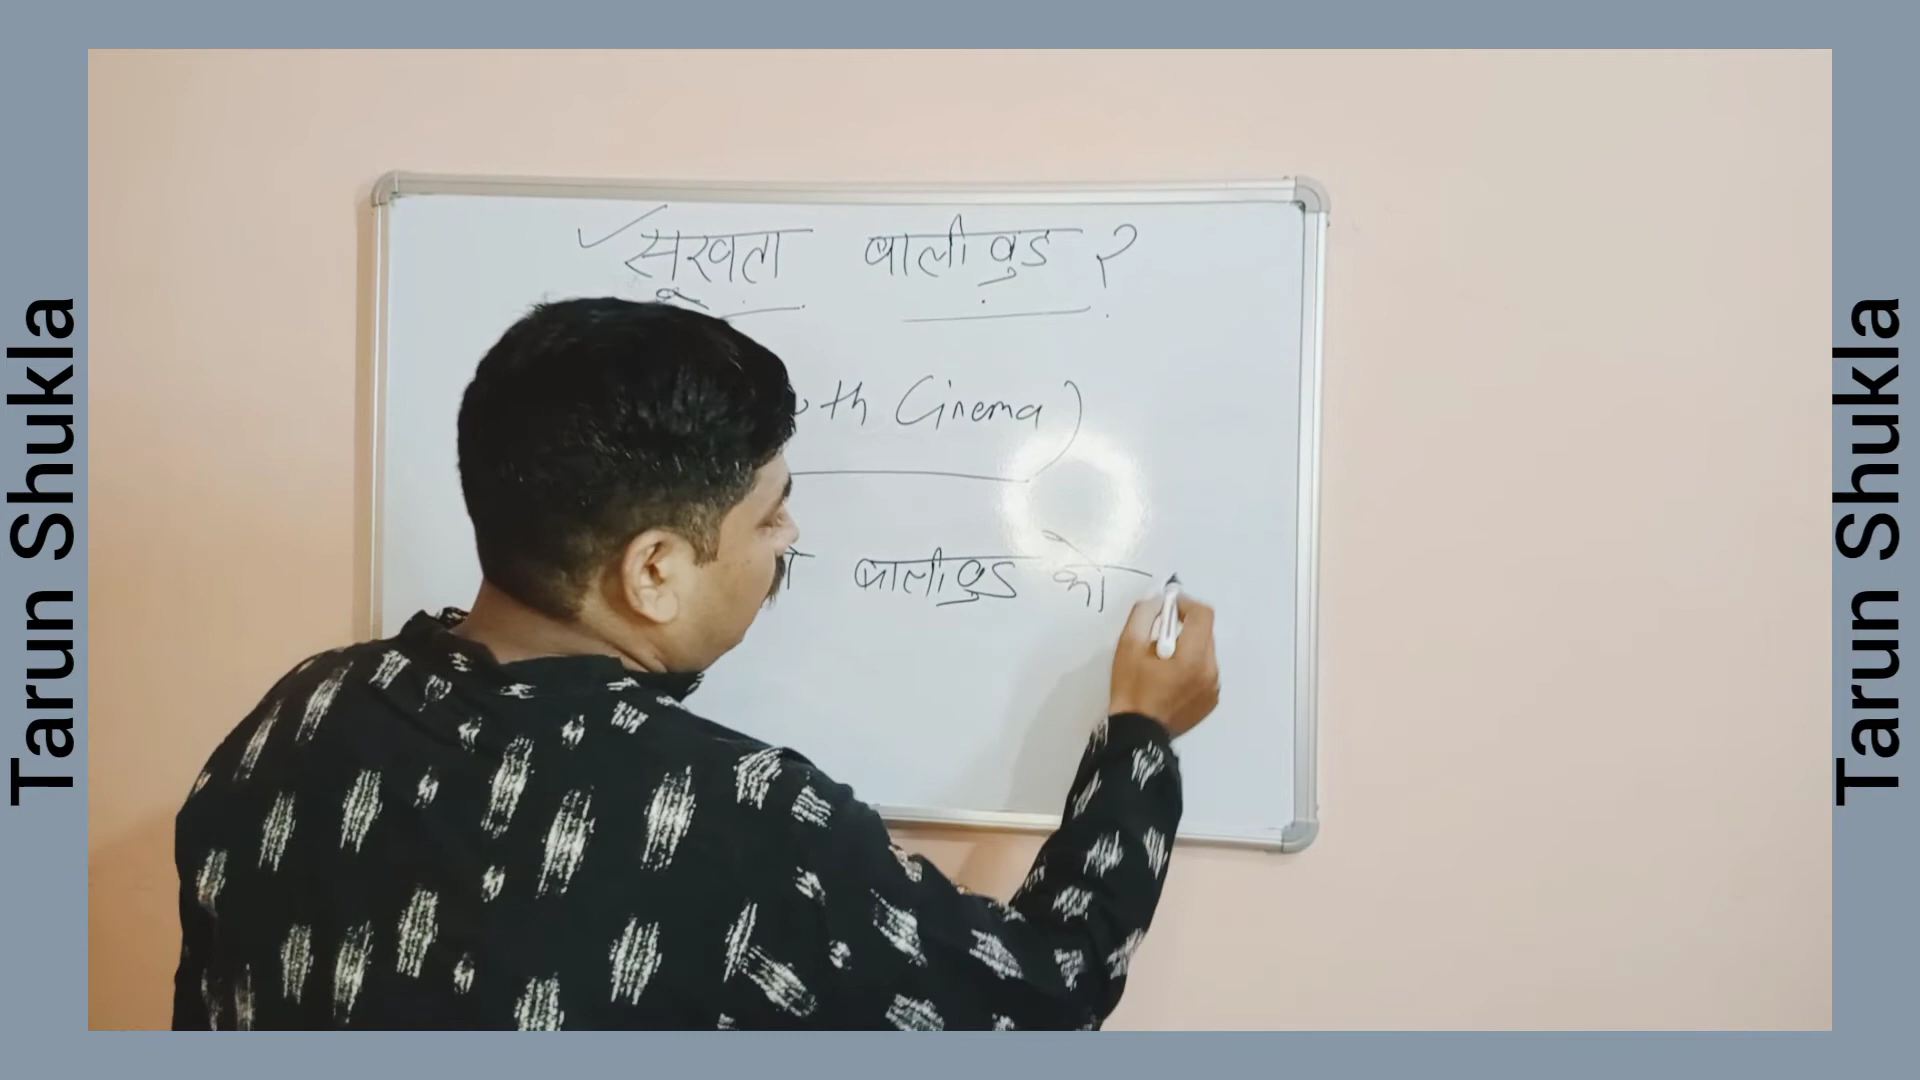 Tarun Shukla
सूखता बालीवुड ?
th Cinema)
बालीवुड को
Tarun Shukla